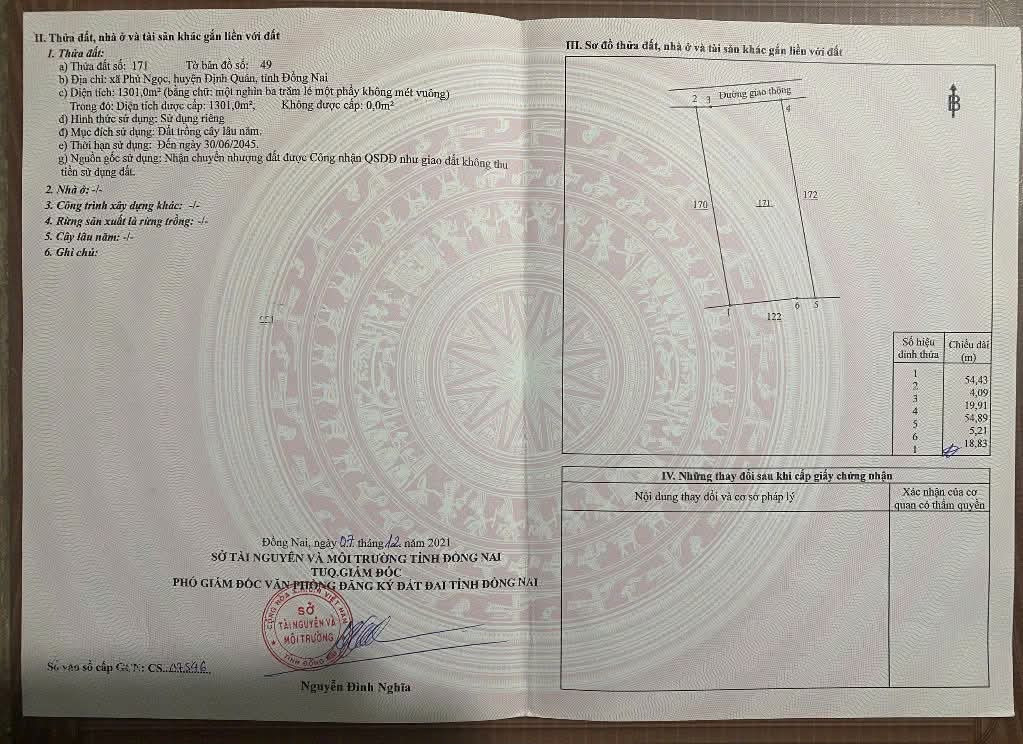 II. Thửa đất, nhà ở và tài sản khác gắn liền với đất
1. Thửa đất:
a) Thửa đất số: 171 Tờ bản đồ số: 49
b) Địa chỉ: xã Phú Ngọc, huyện Định Quán, tỉnh Đồng Nai
c) Diện tích: 1301,0m² (bằng chữ: một nghìn ba trăm lẻ một phẩy không mét vuông)
Trong đó: Diện tích được cấp: 1301,0m², Không được cấp: 0,0m²
d) Hình thức sử dụng: Sử dụng riêng
đ) Mục đích sử dụng: Đất trồng cây lâu năm.
e) Thời hạn sử dụng: Đến ngày 30/06/2045.
g) Nguồn gốc sử dụng: Nhận chuyển nhượng đất được Công nhận QSDĐ như giao đất không thu
tiền sử dụng đất.
2. Nhà ở: -/-
3. Công trình xây dựng khác: -/-
4. Rừng sản xuất là rừng trồng: -/-
5. Cây lâu năm: -/-
6. Ghi chú:
Đồng Nai, ngày 07 tháng 12 năm 2021
SỞ TÀI NGUYÊN VÀ MÔI TRƯỜNG TỈNH ĐỒNG NAI
TUQ.GIÁM ĐỐC
PHÓ GIÁM ĐỐC VĂN PHÒNG ĐĂNG KÝ ĐẤT ĐAI TỈNH ĐỒNG NAI
SỞ
TÀI NGUYÊN VÀ
MÔI TRƯỜNG
TỈNH ĐỒNG NAI
Số vào sổ cấp GCN: CS 07596
Nguyễn Đình Nghĩa
III. Sơ đồ thửa đất, nhà ở và tài sản khác gắn liền với đất
Đường giao thông
B
2 3 4
170 171 172
1 6 5
122
Số hiệu Chiều dài
đỉnh thửa (m)
1
54,43
2
4,09
3
19,91
4
54,89
5
5,21
6
18,83
1
IV. Những thay đổi sau khi cấp giấy chứng nhận
Nội dung thay đổi và cơ sở pháp lý Xác nhận của cơ
quan có thẩm quyền